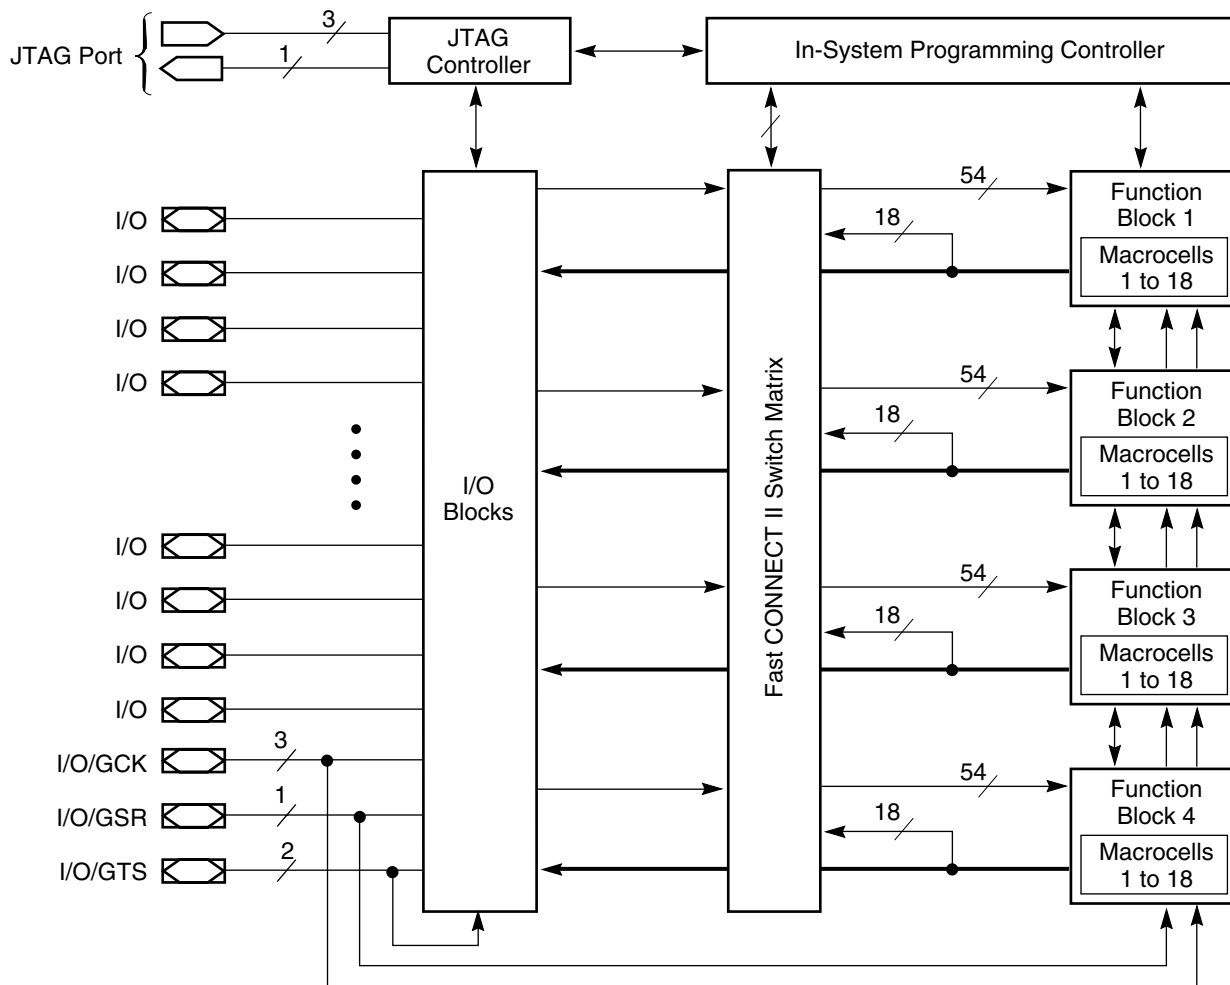 JTAG Port
3
1
JTAG
Controller
In-System Programming Controller
I/O
I/O
I/O
I/O
I/O
I/O
I/O
I/O
I/O/GCK
3
I/O/GSR
1
I/O/GTS
2
I/O
Blocks
Fast CONNECT II Switch Matrix
54
18
Function
Block 1
Macrocells
1 to 18
54
18
Function
Block 2
Macrocells
1 to 18
54
18
Function
Block 3
Macrocells
1 to 18
54
18
Function
Block 4
Macrocells
1 to 18